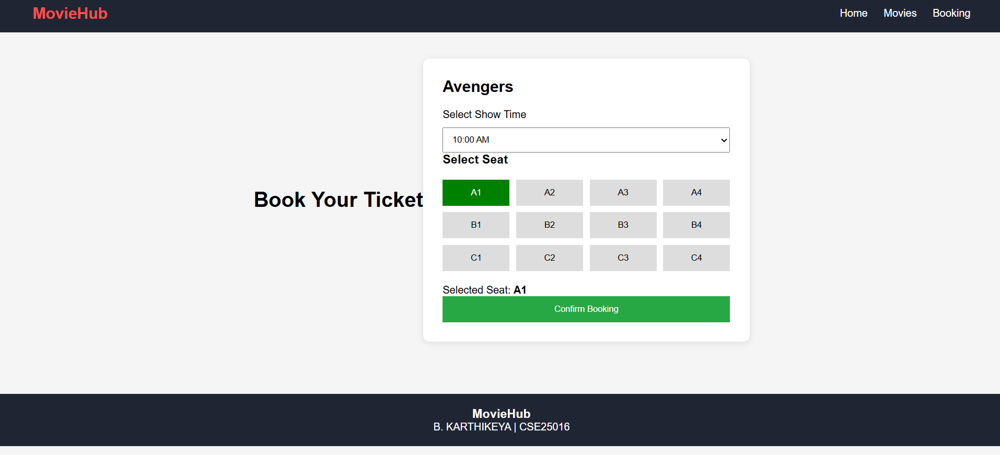 MovieHub
Home Movies Booking
Book Your Ticket
Avengers
Select Show Time
10:00 AM
Select Seat
A1 A2 A3 A4
B1 B2 B3 B4
C1 C2 C3 C4
Selected Seat: A1
Confirm Booking
MovieHub
B. KARTHIKEYA | CSE25016